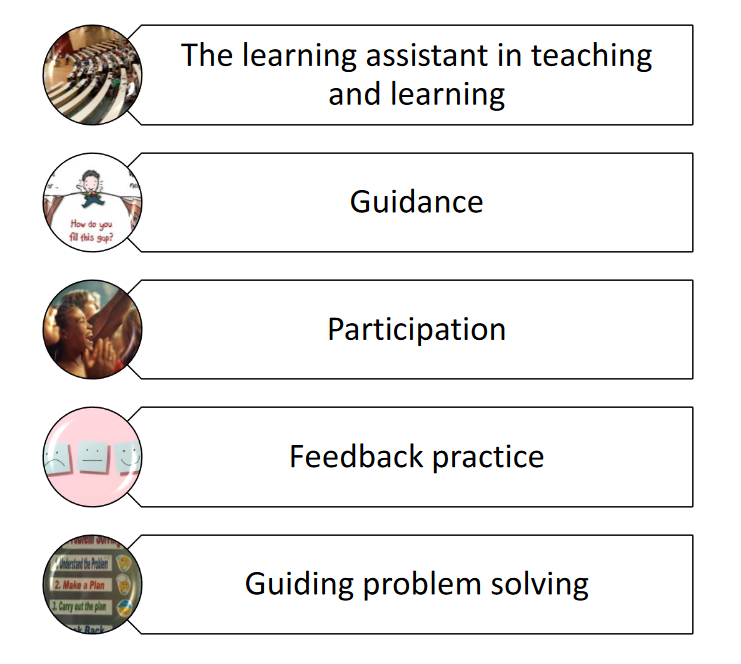 The learning assistant in teaching
and learning
How do you
fill this gap?
Guidance
Participation
Feedback practice
Understand the Problem
2. Make a Plan
3. Carry out the plan
Back
Guiding problem solving